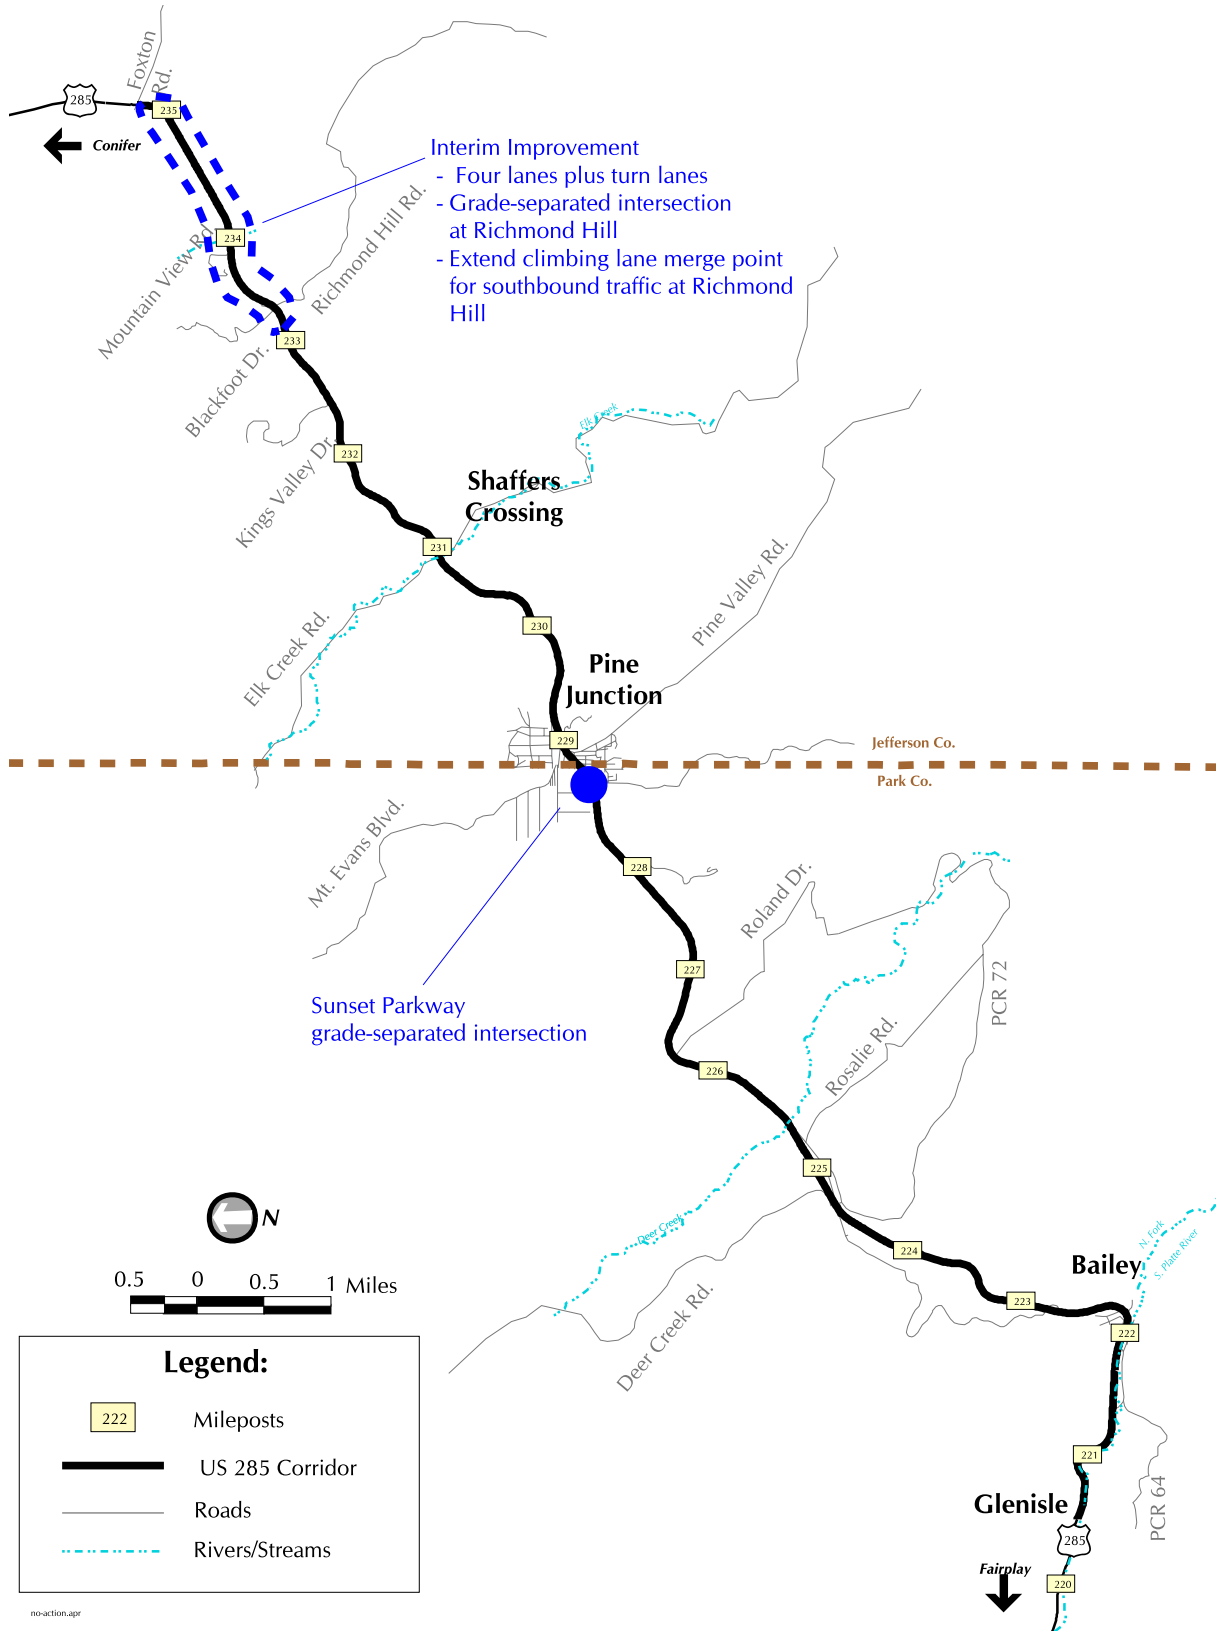 Foxton
Rd.
285
235
Conifer
Interim Improvement
- Four lanes plus turn lanes
- Grade-separated intersection
at Richmond Hill
- Extend climbing lane merge point
for southbound traffic at Richmond
Hill
Richmond Hill Rd.
234
Mountain View Rd.
233
Blackfoot Dr.
232
Kings Valley Dr.
Elk Creek
Shaffers
Crossing
231
230
Elk Creek Rd.
Pine Valley Rd.
Pine
Junction
229
Jefferson Co.
Park Co.
Mt. Evans Blvd.
228
Roland Dr.
227
PCR 72
Sunset Parkway
grade-separated intersection
Rosalie Rd.
226
225
N
Deer Creek
224
N. Fork
S. Platte River
Bailey
0.5 0 0.5 1 Miles
223
222
Deer Creek Rd.
Legend:
222 Mileposts
US 285 Corridor
Roads
Rivers/Streams
221
Glenisle
PCR 64
285
Fairplay
220
no-action.apr